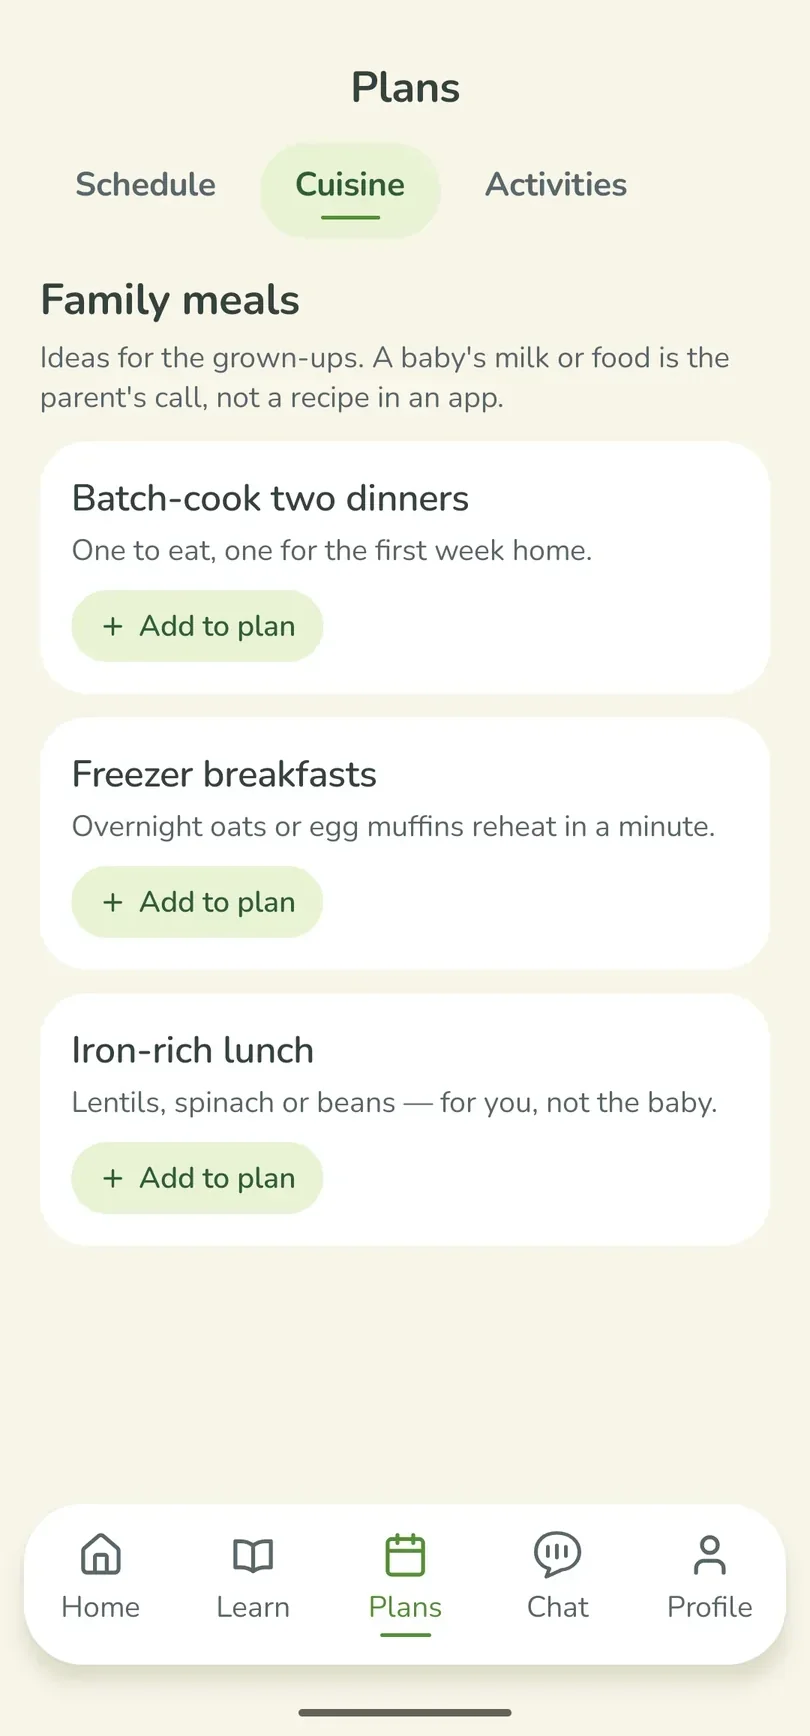 Plans
Schedule
Cuisine
Activities
Family meals
Ideas for the grown-ups. A baby's milk or food is the
parent's call, not a recipe in an app.
Batch-cook two dinners
One to eat, one for the first week home.
+ Add to plan
Freezer breakfasts
Overnight oats or egg muffins reheat in a minute.
+ Add to plan
Iron-rich lunch
Lentils, spinach or beans — for you, not the baby.
+ Add to plan
Home
Learn
Plans
Chat
Profile